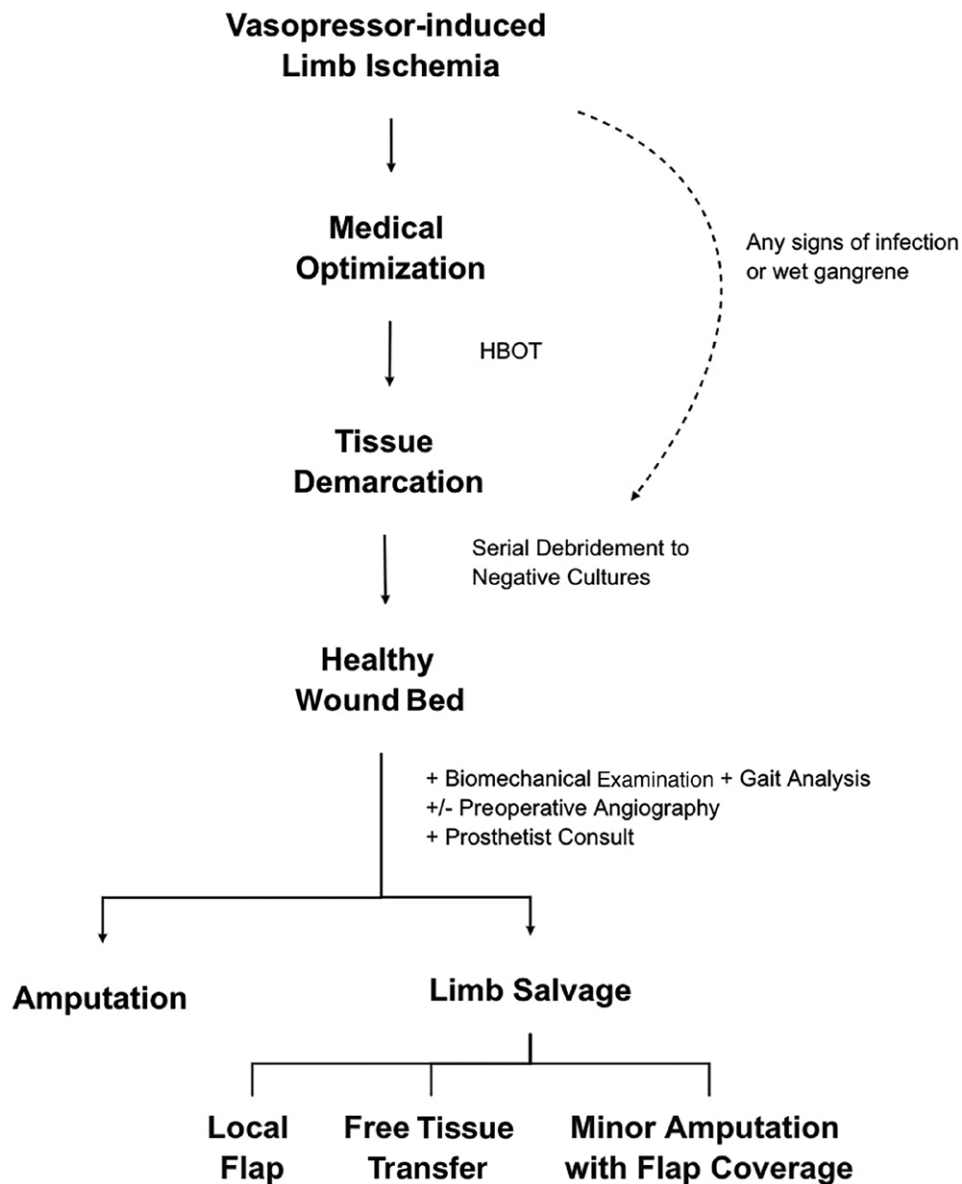 Vasopressor-induced
Limb Ischemia
Medical
Optimization
Any signs of infection
or wet gangrene
HBOT
Tissue
Demarcation
Serial Debridement to
Negative Cultures
Healthy
Wound Bed
+ Biomechanical Examination + Gait Analysis
+/- Preoperative Angiography
+ Prosthetist Consult
Amputation
Limb Salvage
Local
Flap
Free Tissue
Transfer
Minor Amputation
with Flap Coverage